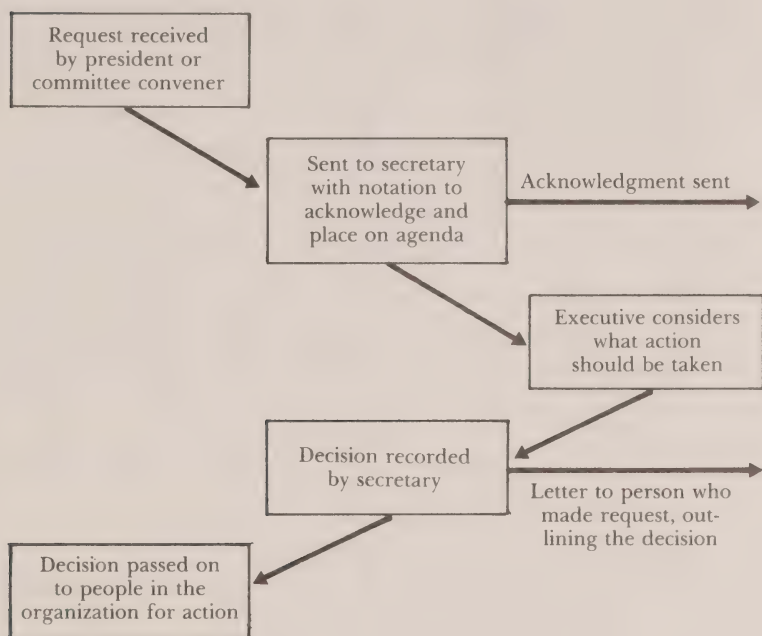 Request received
by president or
committee convener
Sent to secretary
with notation to
acknowledge and
place on agenda
Acknowledgment sent
Executive considers
what action
should be taken
Decision recorded
by secretary
Letter to person who
made request, out-
lining the decision
Decision passed on
to people in the
organization for action